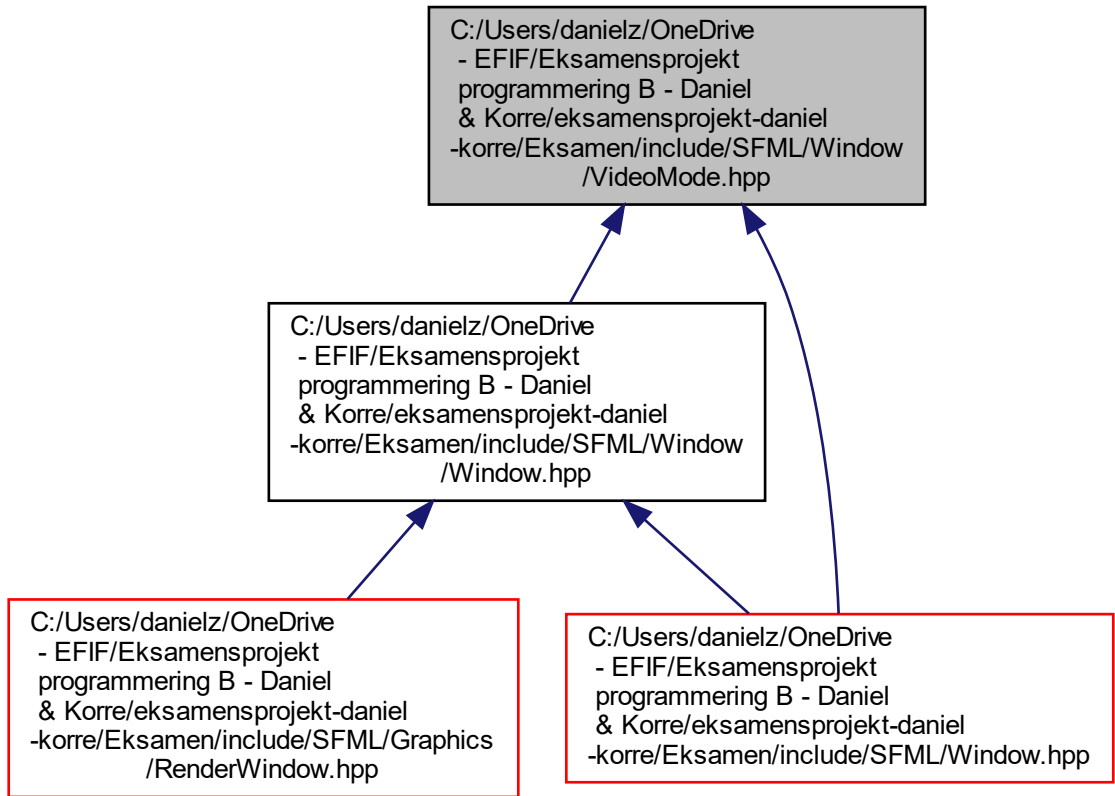 C:/Users/danielz/OneDrive
- EFIF/Eksamensprojekt
programmering B - Daniel
& Korre/eksamensprojekt-daniel
-korre/Eksamen/include/SFML/Window
/VideoMode.hpp
C:/Users/danielz/OneDrive
- EFIF/Eksamensprojekt
programmering B - Daniel
& Korre/eksamensprojekt-daniel
-korre/Eksamen/include/SFML/Window
/Window.hpp
C:/Users/danielz/OneDrive
- EFIF/Eksamensprojekt
programmering B - Daniel
& Korre/eksamensprojekt-daniel
-korre/Eksamen/include/SFML/Graphics
/RenderWindow.hpp
C:/Users/danielz/OneDrive
- EFIF/Eksamensprojekt
programmering B - Daniel
& Korre/eksamensprojekt-daniel
-korre/Eksamen/include/SFML/Window.hpp